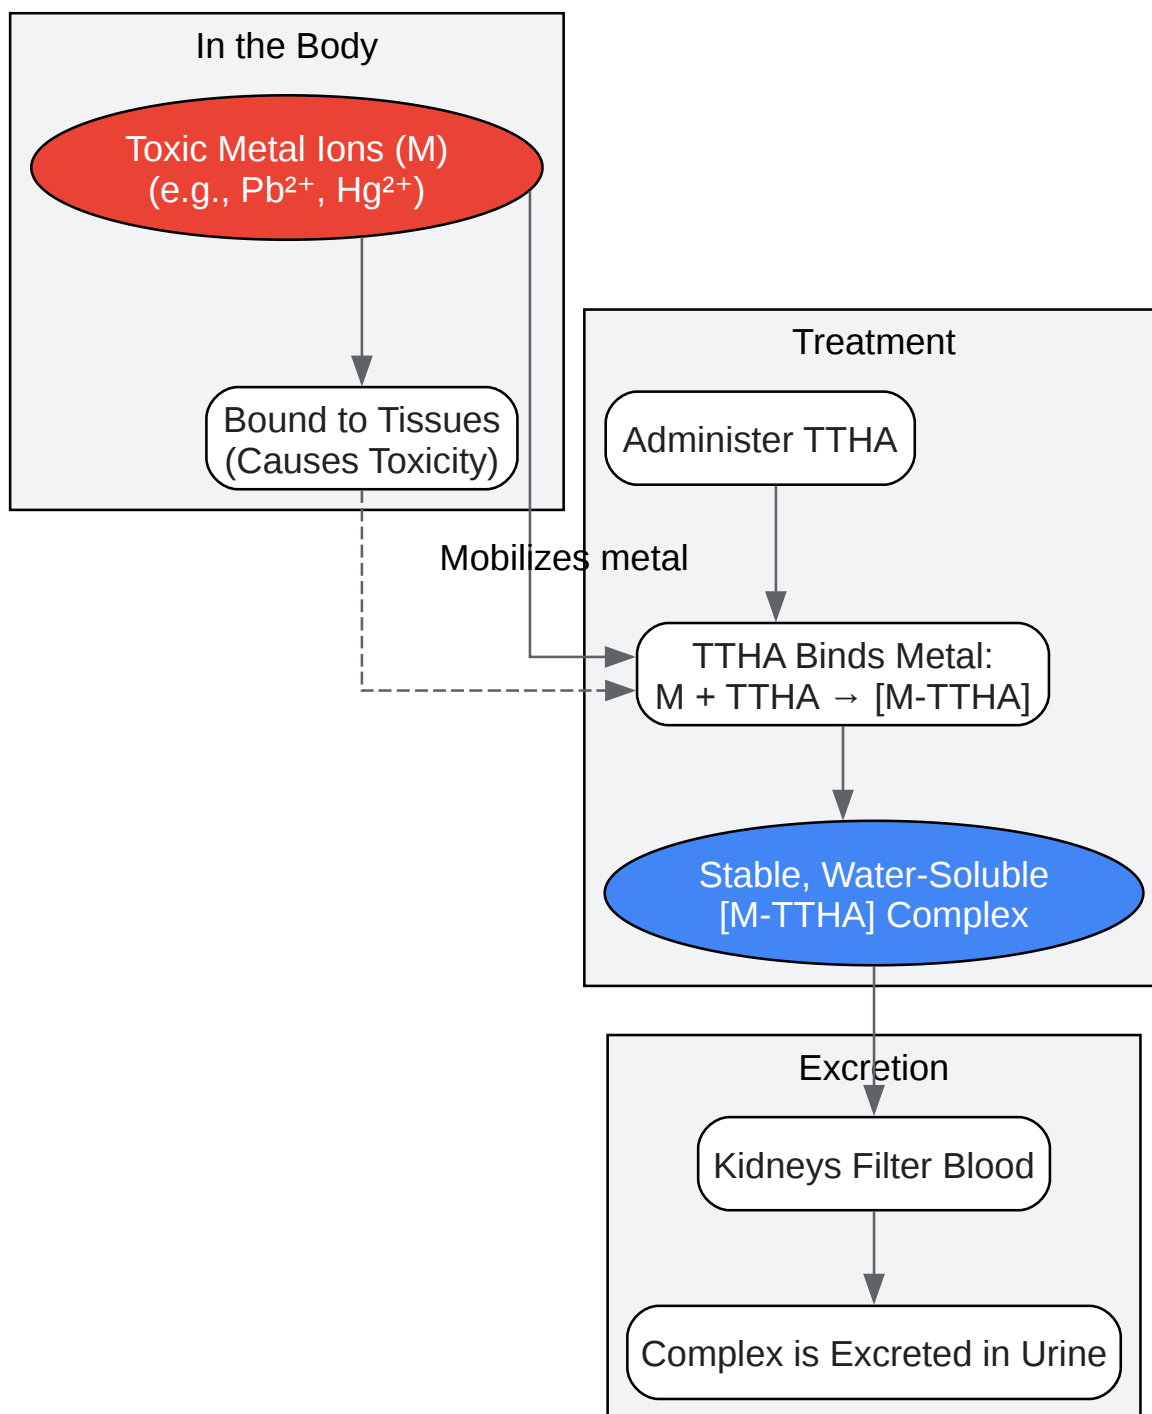 In the Body
Toxic Metal Ions (M)
(e.g., Pb²⁺, Hg²⁺)
Bound to Tissues
(Causes Toxicity)
Mobilizes metal
Treatment
Administer TTHA
TTHA Binds Metal:
M + TTHA → [M-TTHA]
Stable, Water-Soluble
[M-TTHA] Complex
Excretion
Kidneys Filter Blood
Complex is Excreted in Urine